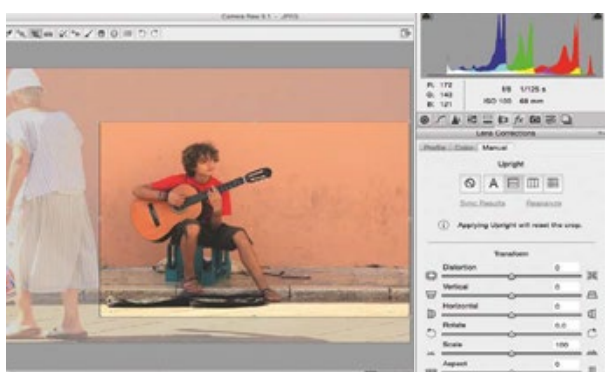 Camera Raw 9.1 - JPEG
R: 172
G: 143
B: 121
f/8 1/125 s
ISO 100 68 mm
Lens Corrections
Profile Color Manual
Upright
A
Sync Results Reanalyze
Applying Upright will reset the crop.
Transform
Distortion 0
Vertical 0
Horizontal 0
Rotate 0.0
Scale 100
Aspect 0